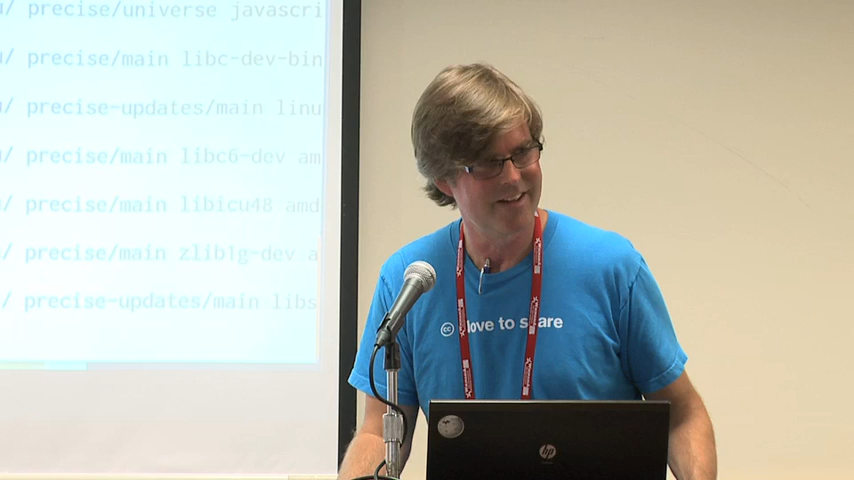 / precise/universe javascri
/ precise/main libc-dev-bin
/ precise-updates/main linu
/ precise/main libc6-dev am
/ precise/main libicu48 amd
/ precise/main zlib1g-dev a
/ precise-updates/main libs
cc love to share
hp